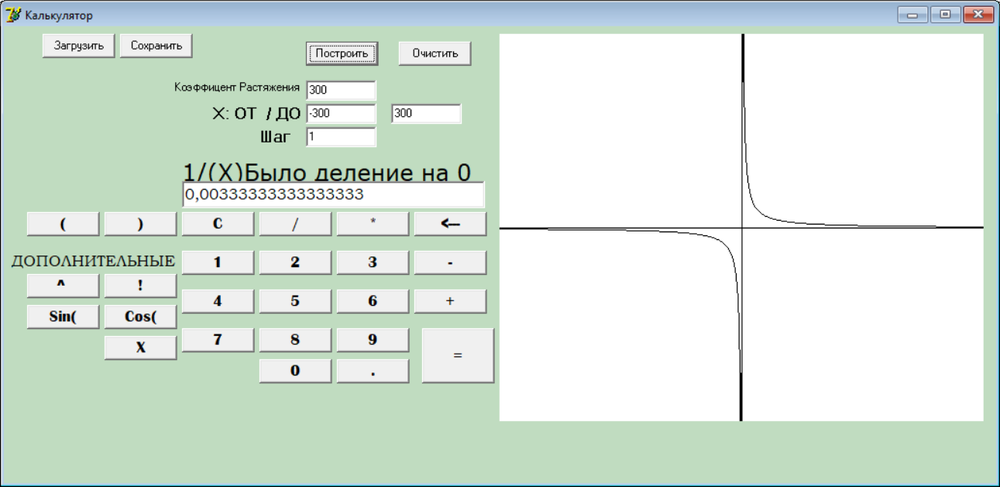 Калькулятор
Загрузить Сохранить
Построить Очистить
Коэффицент Растяжения 300
X: ОТ / ДО -300 300
Шаг 1
1/(X)Было деление на 0
0,00333333333333333
( ) C / * <---
ДОПОЛНИТЕЛЬНЫЕ 1 2 3 -
^ !
4 5 6 +
Sin( Cos(
7 8 9
X =
0 .